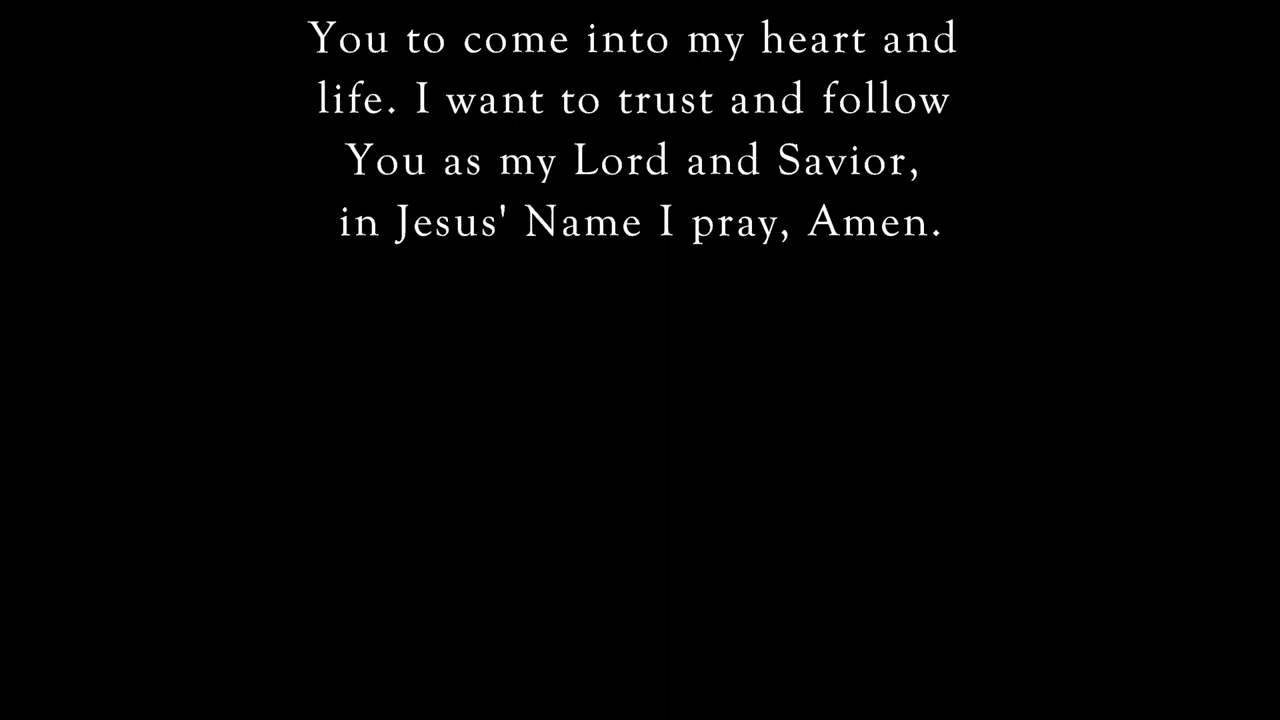 You to come into my heart and
life. I want to trust and follow
You as my Lord and Savior,
in Jesus' Name I pray, Amen.